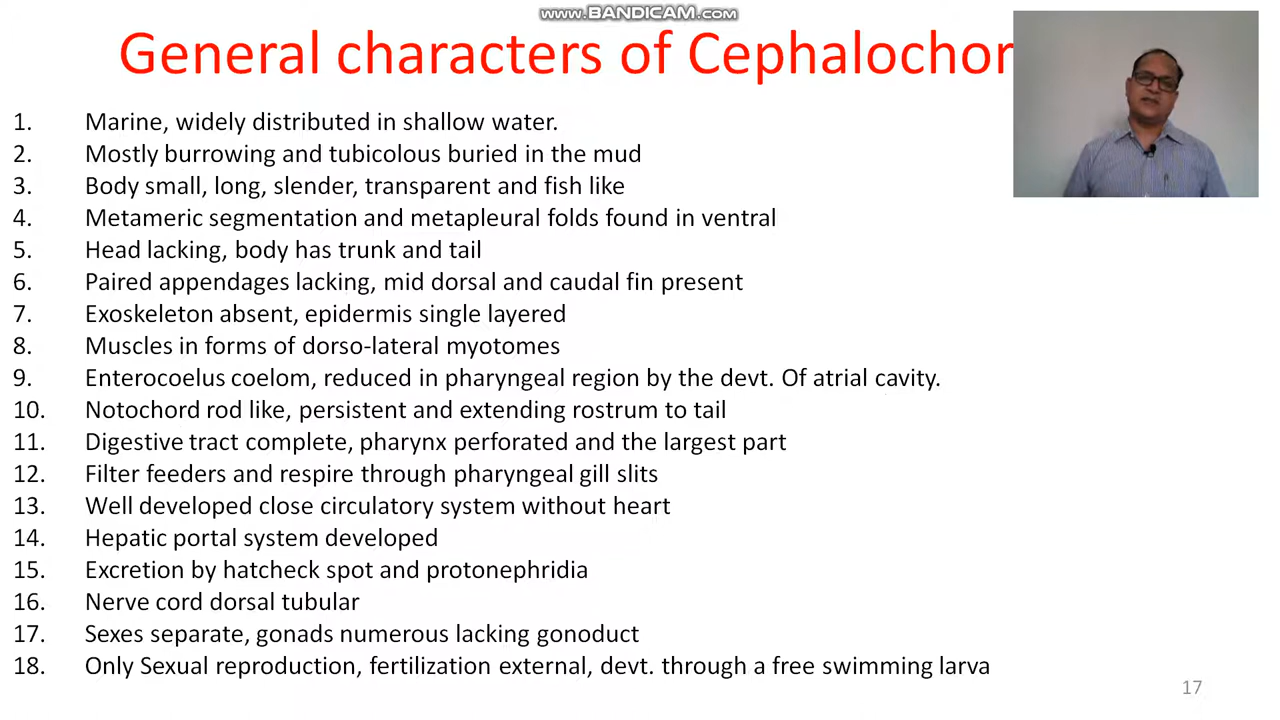 www.BANDICAM.com
General characters of Cephalochor
1. Marine, widely distributed in shallow water.
2. Mostly burrowing and tubicolous buried in the mud
3. Body small, long, slender, transparent and fish like
4. Metameric segmentation and metapleural folds found in ventral
5. Head lacking, body has trunk and tail
6. Paired appendages lacking, mid dorsal and caudal fin present
7. Exoskeleton absent, epidermis single layered
8. Muscles in forms of dorso-lateral myotomes
9. Enterocoelus coelom, reduced in pharyngeal region by the devt. Of atrial cavity.
10. Notochord rod like, persistent and extending rostrum to tail
11. Digestive tract complete, pharynx perforated and the largest part
12. Filter feeders and respire through pharyngeal gill slits
13. Well developed close circulatory system without heart
14. Hepatic portal system developed
15. Excretion by hatcheck spot and protonephridia
16. Nerve cord dorsal tubular
17. Sexes separate, gonads numerous lacking gonoduct
18. Only Sexual reproduction, fertilization external, devt. through a free swimming larva
17